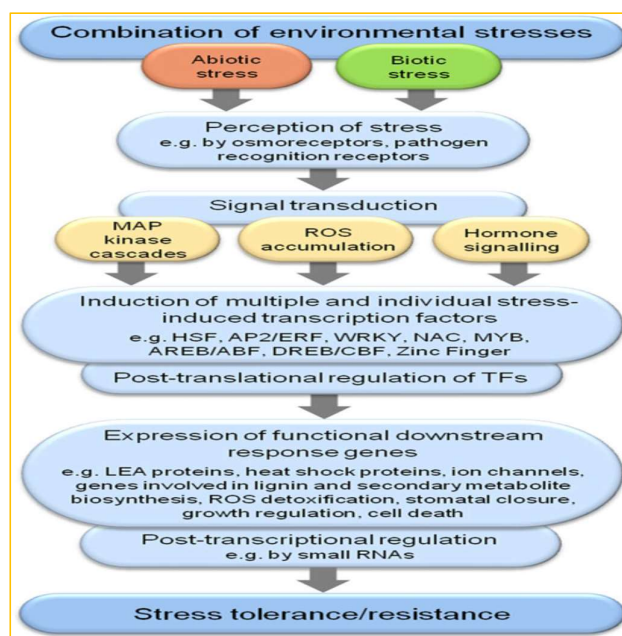 Combination of environmental stresses
Abiotic
stress
Biotic
stress
Perception of stress
e.g. by osmoreceptors, pathogen
recognition receptors
Signal transduction
MAP
kinase
cascades
ROS
accumulation
Hormone
signalling
Induction of multiple and individual stress-
induced transcription factors
e.g. HSF, AP2/ERF, WRKY, NAC, MYB,
AREB/ABF, DREB/CBF, Zinc Finger
Post-translational regulation of TFs
Expression of functional downstream
response genes
e.g. LEA proteins, heat shock proteins, ion channels,
genes involved in lignin and secondary metabolite
biosynthesis, ROS detoxification, stomatal closure,
growth regulation, cell death
Post-transcriptional regulation
e.g. by small RNAs
Stress tolerance/resistance